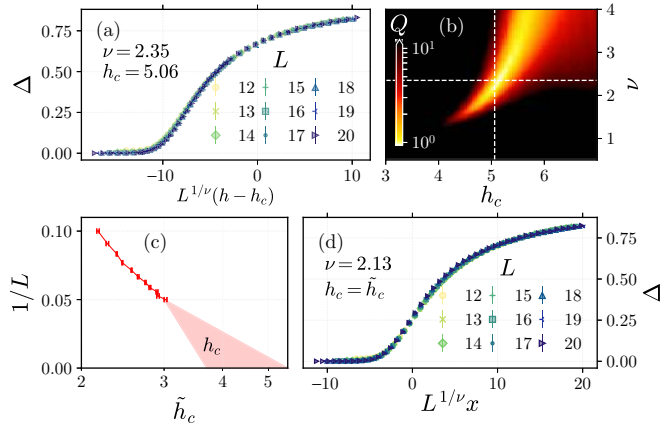 (a)
ν = 2.35
h_c = 5.06
L
12 15 18
13 16 19
14 17 20
Δ
0.75
0.50
0.25
0.00
−10 0 10
L^{1/ν}(h − h_c)
Q (b)
10^1
10^0
4
3
2
1
ν
3 4 5 6
h_c
(c)
0.10
0.05
0.00
1/L
h_c
2 3 4 5
h̃_c
(d)
ν = 2.13
h_c = h̃_c
L
12 15 18
13 16 19
14 17 20
0.75
0.50
0.25
0.00
Δ
−10 0 10 20
L^{1/ν}x